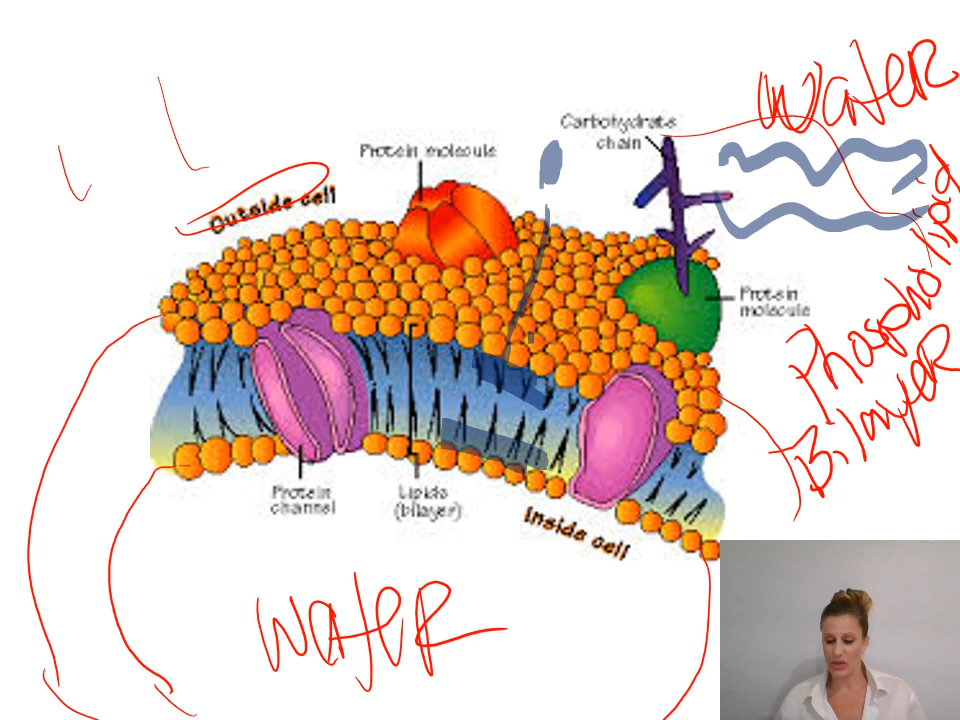 Water
Carbohydrate
chain
Protein molecule
Outside cell
Protein
molecule
Phospholipid
Bilayer
Protein
channel
Lipids
(bilayer)
Inside cell
Water